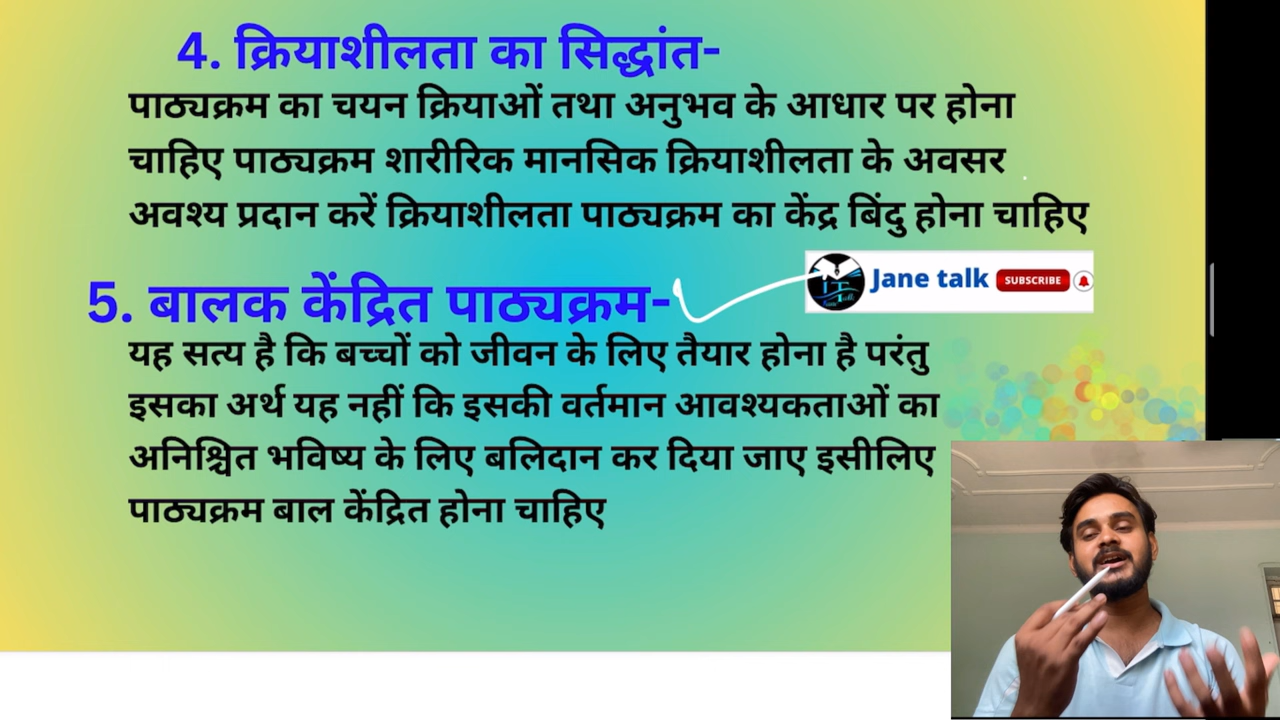 4. क्रियाशीलता का सिद्धांत-
पाठ्यक्रम का चयन क्रियाओं तथा अनुभव के आधार पर होना
चाहिए पाठ्यक्रम शारीरिक मानसिक क्रियाशीलता के अवसर
अवश्य प्रदान करें क्रियाशीलता पाठ्यक्रम का केंद्र बिंदु होना चाहिए
Jane talk SUBSCRIBE
5. बालक केंद्रित पाठ्यक्रम-
यह सत्य है कि बच्चों को जीवन के लिए तैयार होना है परंतु
इसका अर्थ यह नहीं कि इसकी वर्तमान आवश्यकताओं का
अनिश्चित भविष्य के लिए बलिदान कर दिया जाए इसीलिए
पाठ्यक्रम बाल केंद्रित होना चाहिए